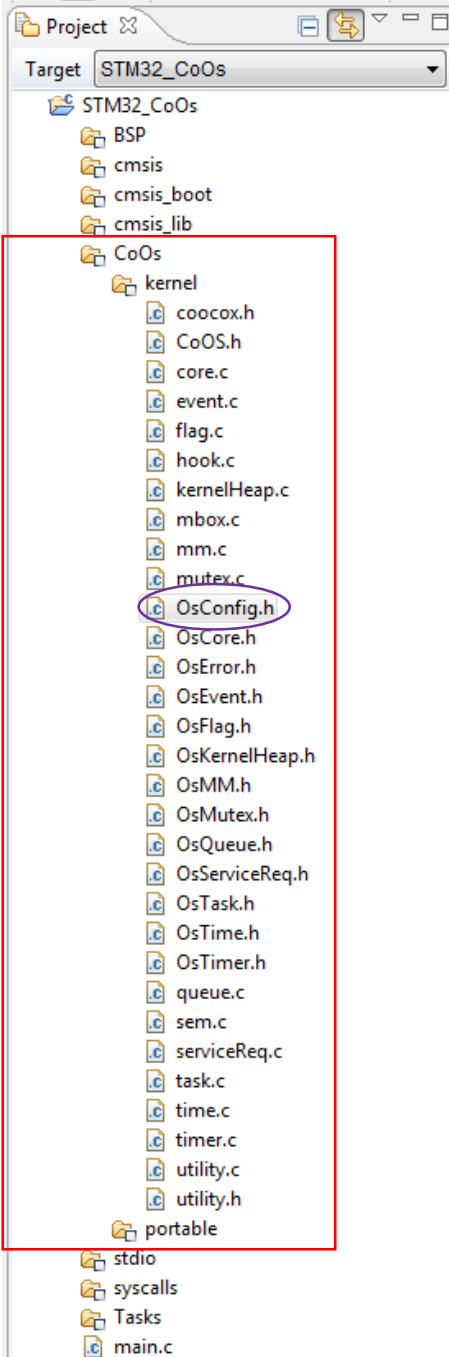 Project
Target STM32_CoOs
STM32_CoOs
BSP
cmsis
cmsis_boot
cmsis_lib
CoOs
kernel
coocox.h
CoOS.h
core.c
event.c
flag.c
hook.c
kernelHeap.c
mbox.c
mm.c
mutex.c
OsConfig.h
OsCore.h
OsError.h
OsEvent.h
OsFlag.h
OsKernelHeap.h
OsMM.h
OsMutex.h
OsQueue.h
OsServiceReq.h
OsTask.h
OsTime.h
OsTimer.h
queue.c
sem.c
serviceReq.c
task.c
time.c
timer.c
utility.c
utility.h
portable
stdio
syscalls
Tasks
main.c